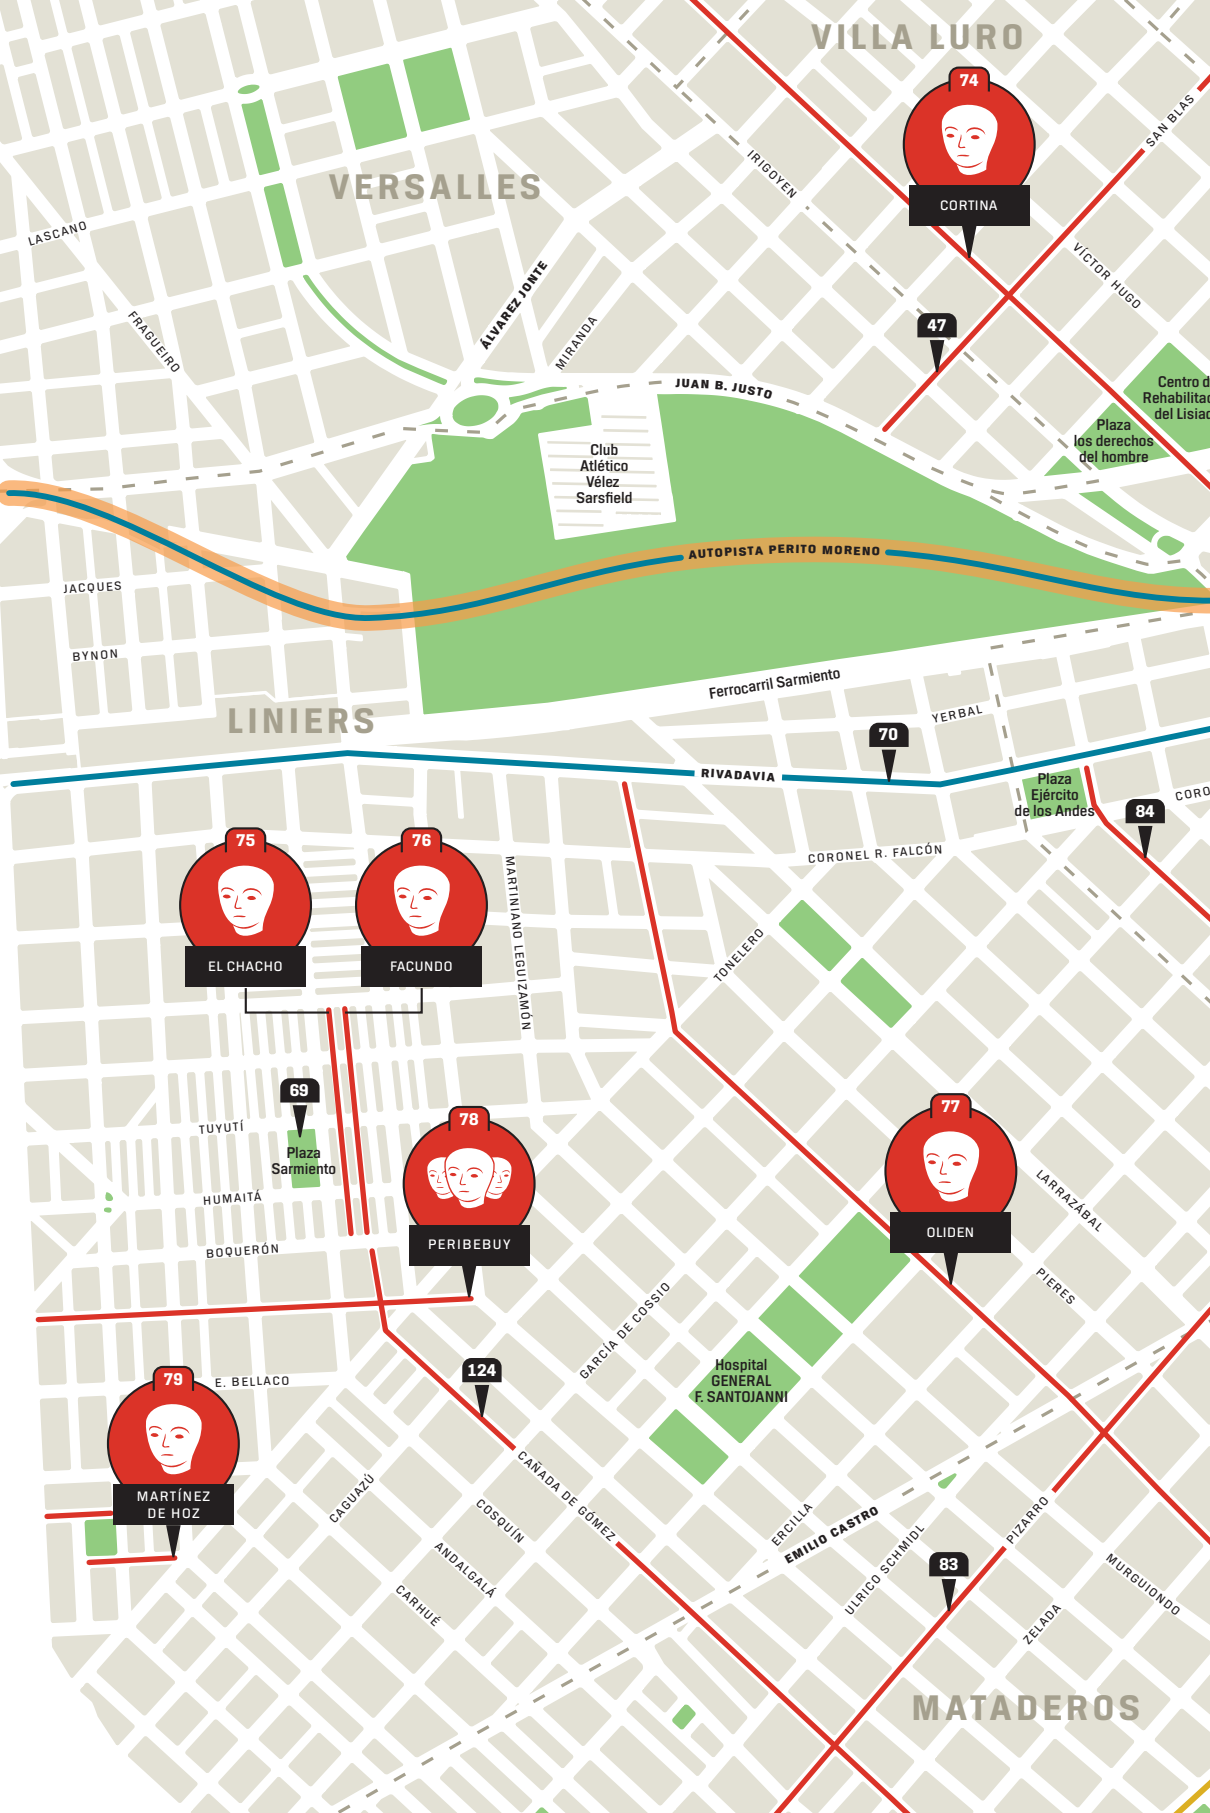 VILLA LURO
74
CORTINA
SAN BLAS
IRIGOYEN
VERSALLES
LASCANO
VÍCTOR HUGO
ÁLVAREZ JONTE
MIRANDA
FRAGUEIRO
47
JUAN B. JUSTO
Centro d
Rehabilitac
del Lisiad
Plaza
los derechos
del hombre
Club
Atlético
Vélez
Sarsfield
AUTOPISTA PERITO MORENO
JACQUES
BYNON
Ferrocarril Sarmiento
LINIERS
YERBAL
70
RIVADAVIA
Plaza
Ejército
de los Andes
CORO
84
CORONEL R. FALCÓN
75
EL CHACHO
76
FACUNDO
MARTINIANO LEGUIZAMÓN
TONELERO
69
Plaza
Sarmiento
TUYUTÍ
HUMAITÁ
BOQUERÓN
78
PERIBEBUY
77
OLIDEN
LARRAZÁBAL
PIERES
GARCÍA DE COSSIO
124
Hospital
GENERAL
F. SANTOJANNI
E. BELLACO
79
MARTÍNEZ
DE HOZ
CAÑADA DE GÓMEZ
CAGUAZÚ
COSQUÍN
ANDALGALÁ
CARHUÉ
ERCILLA
EMILIO CASTRO
ULRICO SCHMIDL
PIZARRO
83
MURGUIONDO
ZELADA
MATADEROS